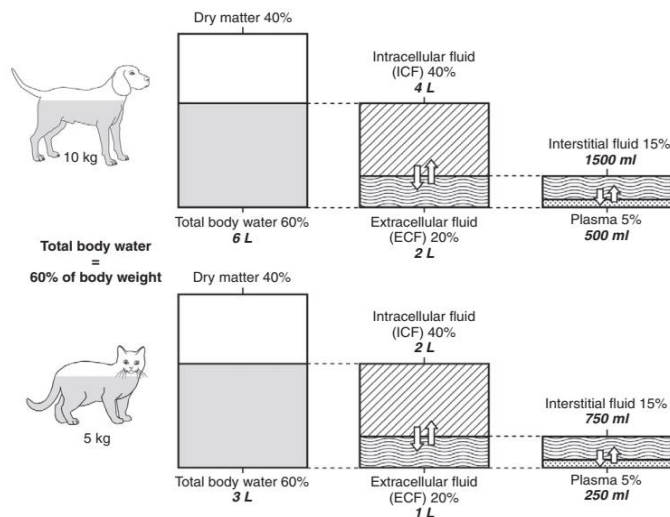 Dry matter 40%
Intracellular fluid
(ICF) 40%
4 L
10 kg
Interstitial fluid 15%
1500 ml
Total body water 60%
6 L
Extracellular fluid
(ECF) 20%
2 L
Plasma 5%
500 ml
Total body water
=
60% of body weight
Dry matter 40%
Intracellular fluid
(ICF) 40%
2 L
5 kg
Interstitial fluid 15%
750 ml
Total body water 60%
3 L
Extracellular fluid
(ECF) 20%
1 L
Plasma 5%
250 ml